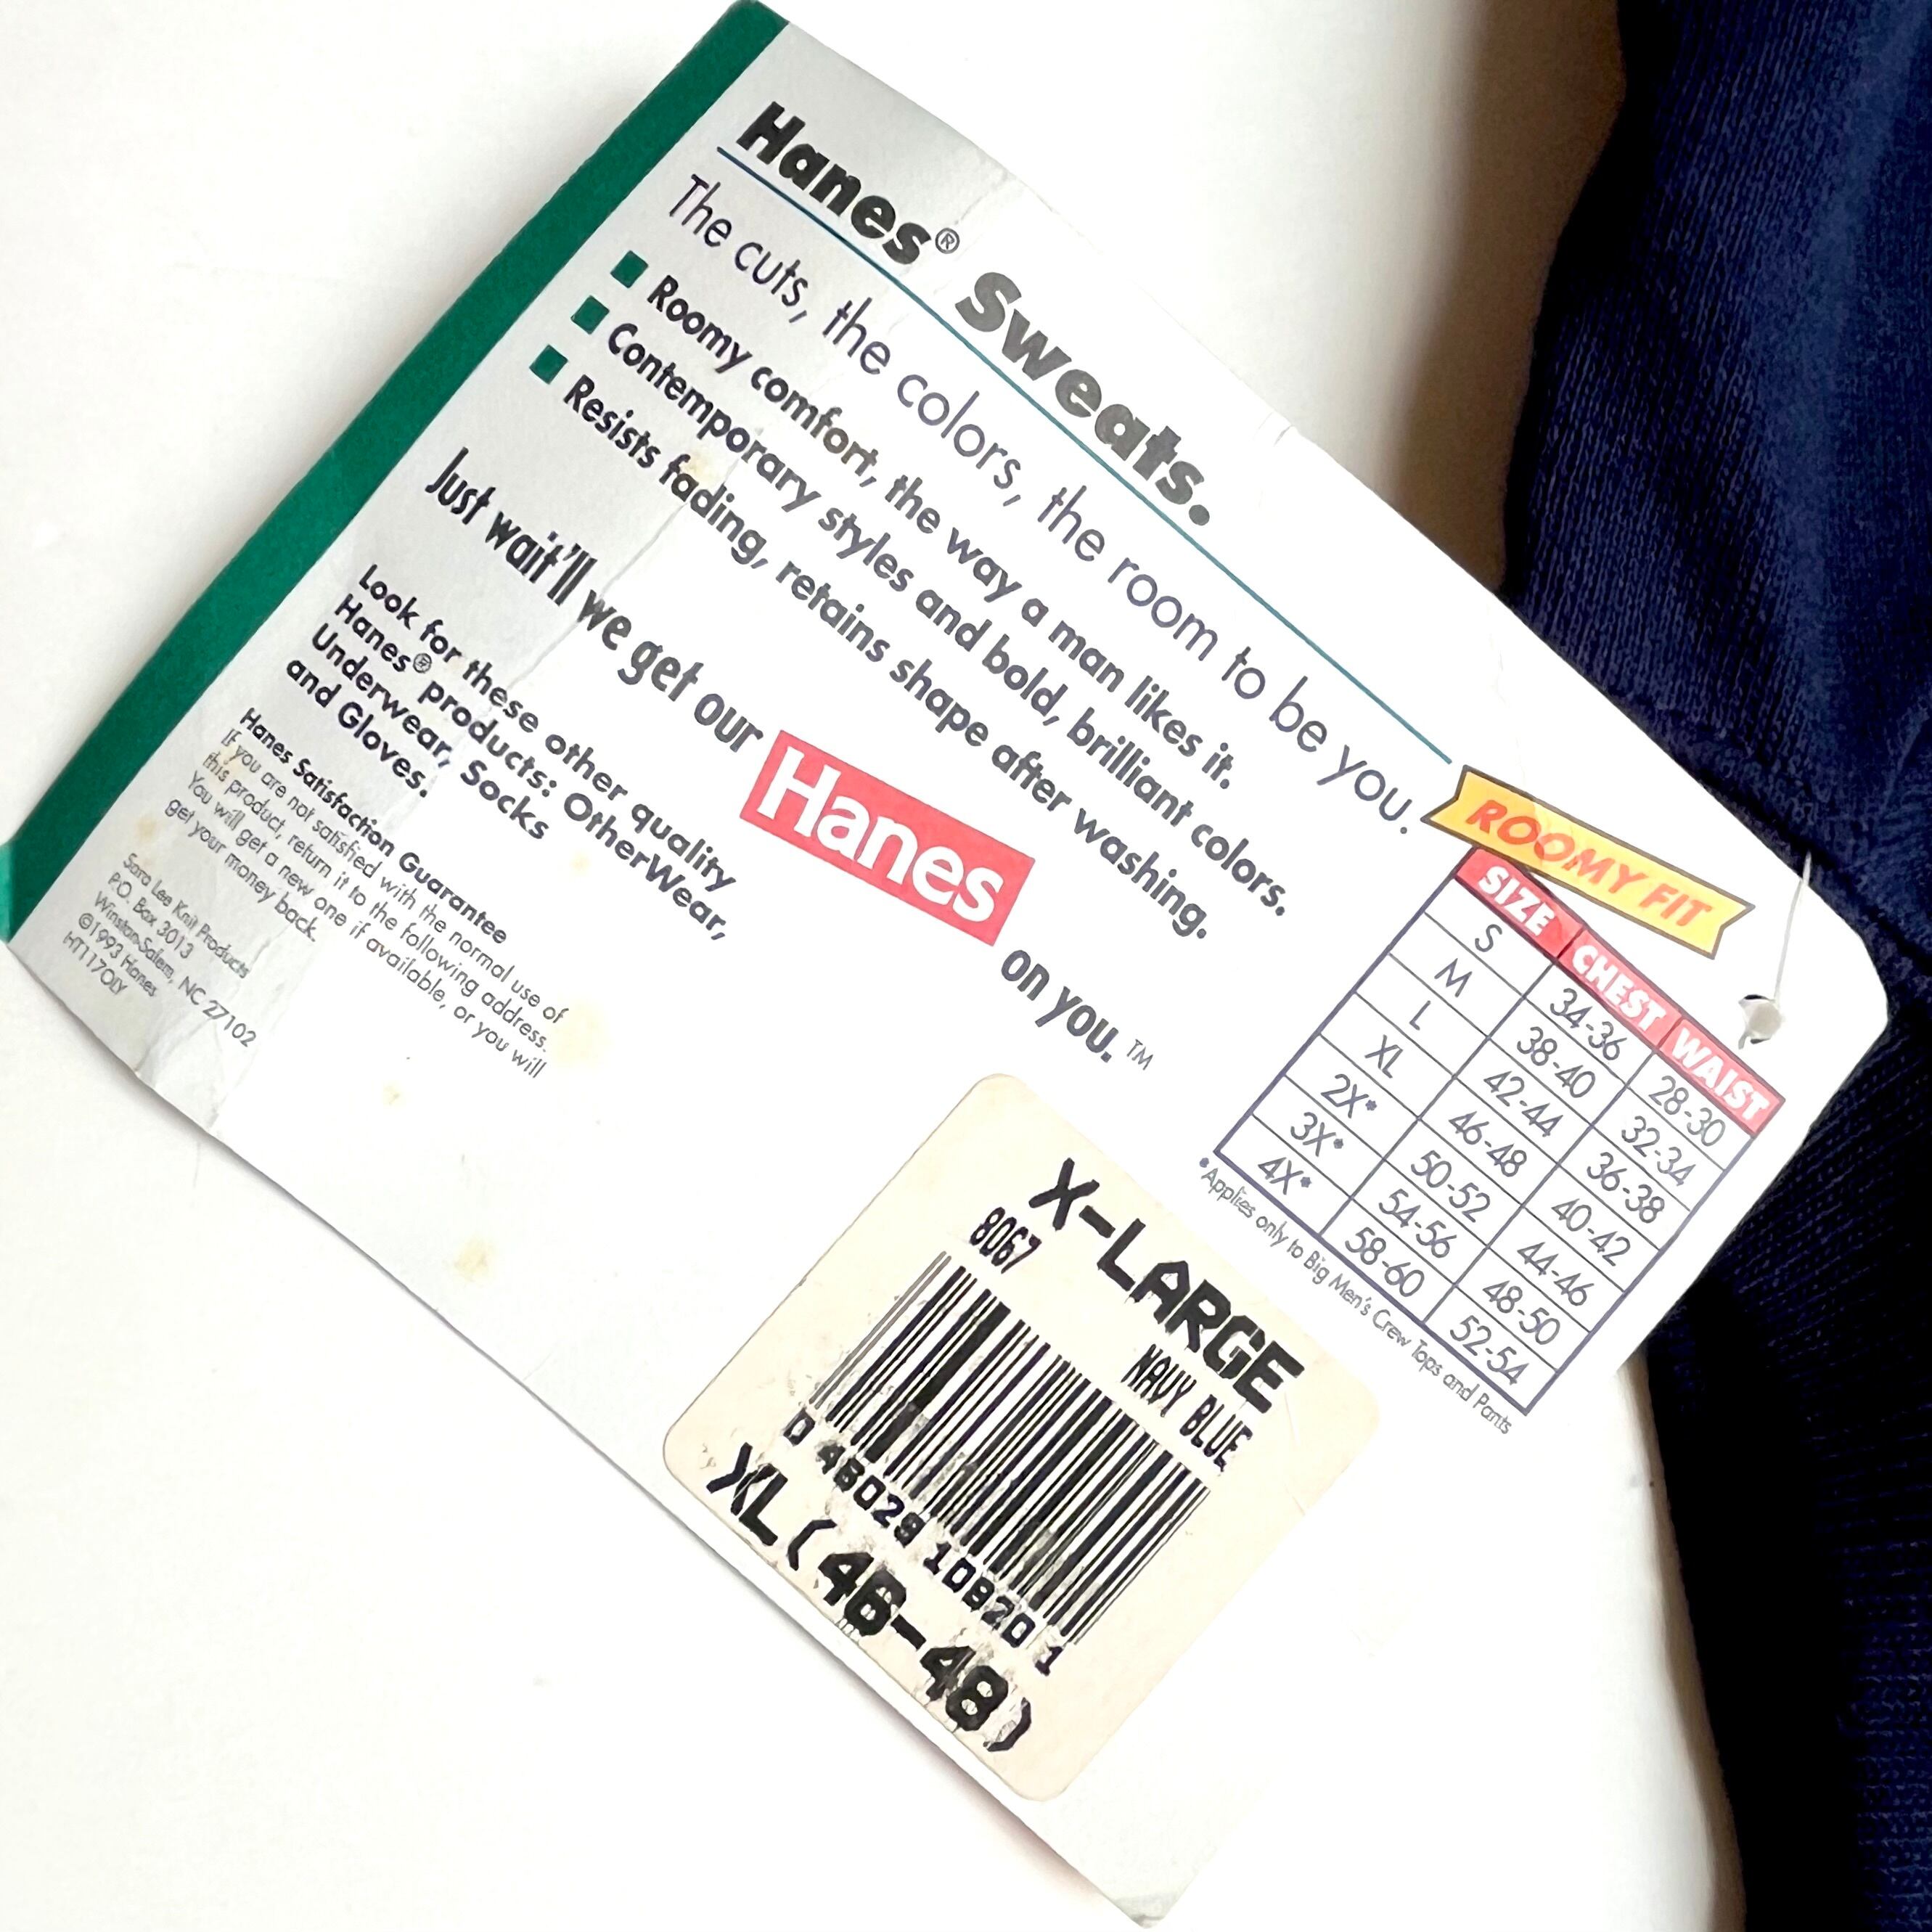 Hanes® Sweats.
The cuts, the colors, the room to be you.
Roomy comfort, the way a man likes it.
Contemporary styles and bold, brilliant colors.
Resists fading, retains shape after washing.
Just wait'll we get our Hanes on you.™
Look for these other quality
Hanes® products: OtherWear,
Underwear, Socks
and Gloves.
Hanes Satisfaction Guarantee
If you are not satisfied with the normal use of
this product, return it to the following address.
You will get a new one if available, or you will
get your money back.
Sara Lee Knit Products
P.O. Box 3013
Winston-Salem, NC 27102
©1993 Hanes
HT117OLY
ROOMY FIT
SIZE CHEST WAIST
S 34-36 28-30
M 38-40 32-34
L 42-44 36-38
XL 46-48 40-42
2X* 50-52 44-46
3X* 54-56 48-50
4X* 58-60 52-54
*Applies only to Big Men's Crew Tops and Pants
X-LARGE
8067 NAVY BLUE
0 46029 10820 1
XL(46-48)